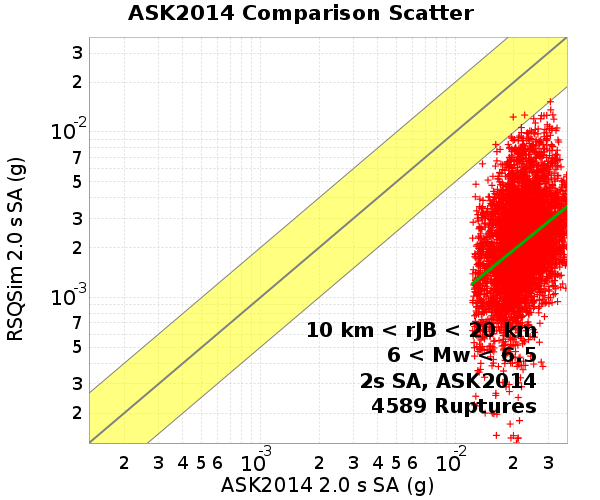 ASK2014 Comparison Scatter
RSQSim 2.0 s SA (g)
3
2
10-2
7
5
3
2
10-3
7
5
3
2
10 km < rJB < 20 km
6 < Mw < 6.5
2s SA, ASK2014
4589 Ruptures
2 3 4 5 6 10-3 2 3 4 5 6 10-2 2 3
ASK2014 2.0 s SA (g)